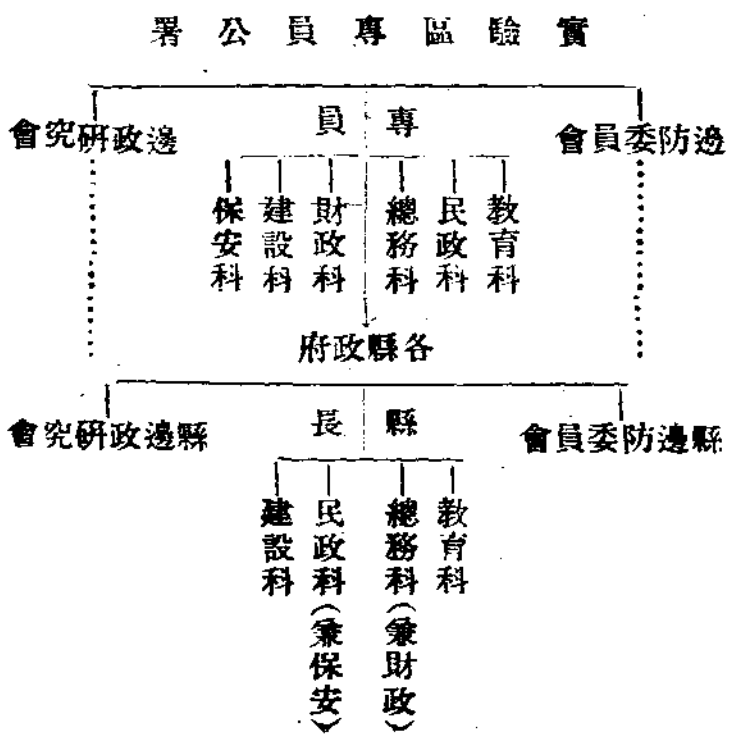 實驗區專員公署
邊防委員會
專員
邊政研究會
教育科
民政科
總務科
財政科
建設科
保安科
各縣政府
縣邊防委員會
縣長
縣邊政研究會
教育科
總務科(兼財政)
民政科(兼保安)
建設科